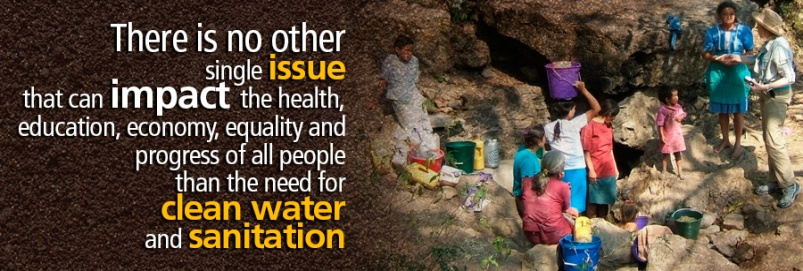 There is no other
single issue
that can impact the health,
education, economy, equality and
progress of all people
than the need for
clean water
and sanitation